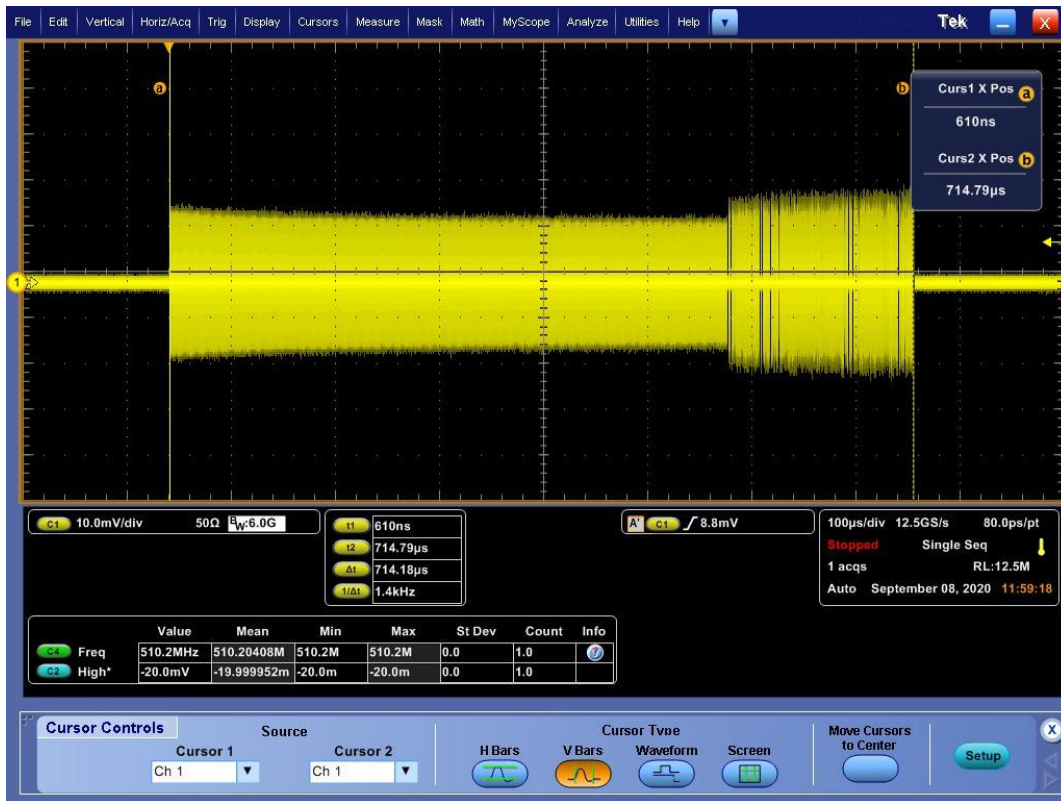 File Edit Vertical Horiz/Acq Trig Display Cursors Measure Mask Math MyScope Analyze Utilities Help Tek X
a b Curs1 X Pos a
610ns
Curs2 X Pos b
714.79µs
1
C1 10.0mV/div 50Ω BW:6.0G
t1 610ns
t2 714.79µs
Δt 714.18µs
1/Δt 1.4kHz
A' C1 8.8mV
100µs/div 12.5GS/s 80.0ps/pt
Stopped Single Seq
1 acqs RL:12.5M
Auto September 08, 2020 11:59:18
Value Mean Min Max St Dev Count Info
C4 Freq 510.2MHz 510.20408M 510.2M 510.2M 0.0 1.0
C2 High* -20.0mV -19.999952m -20.0m -20.0m 0.0 1.0
Cursor Controls Source Cursor Type Move Cursors X
to Center
Cursor 1 Cursor 2 H Bars V Bars Waveform Screen Setup
Ch 1 Ch 1